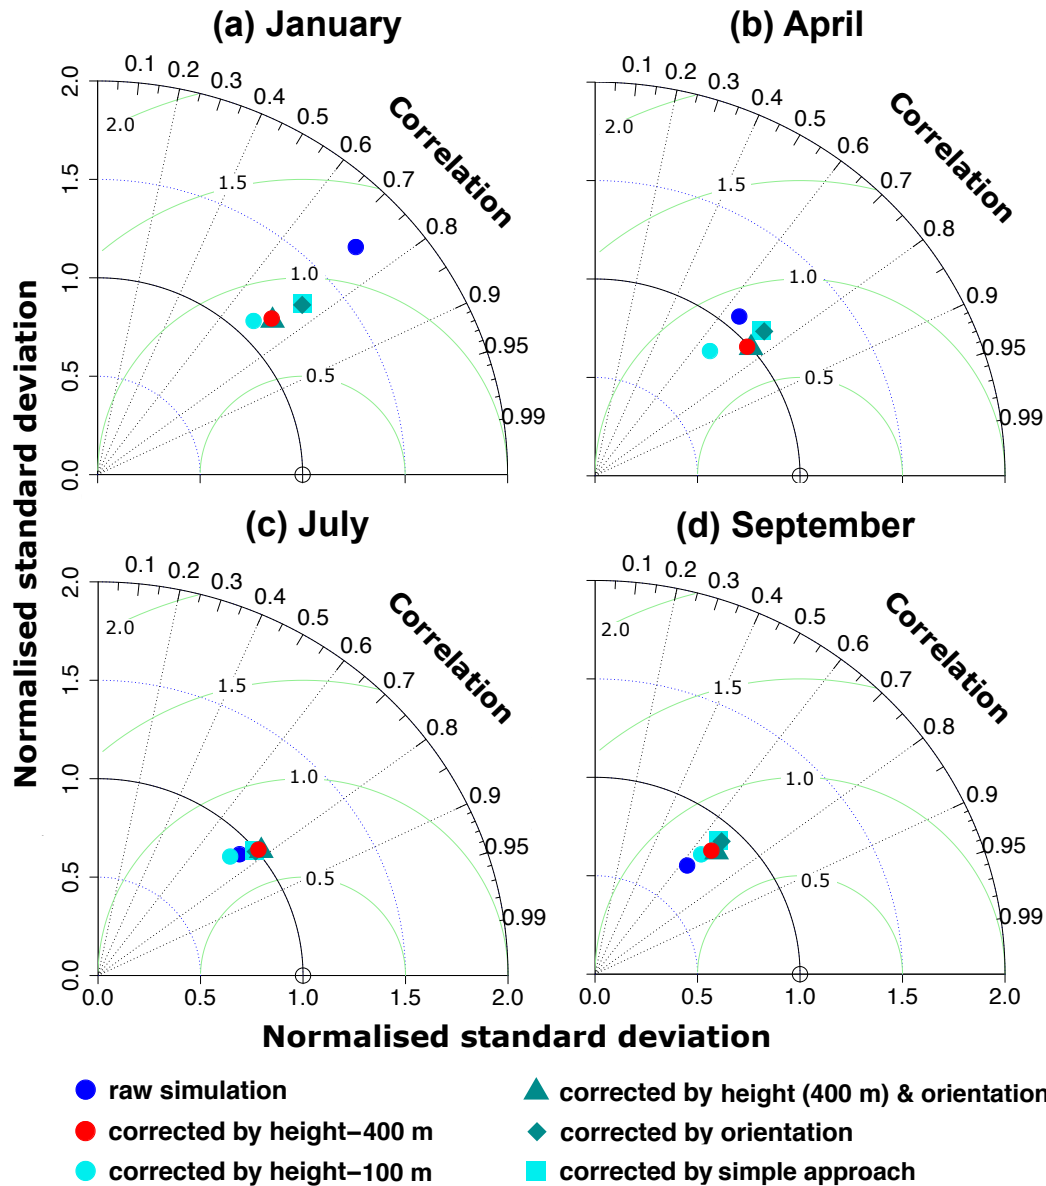 (a) January
(b) April
0.1 0.2 0.3 0.4 0.5 0.6 0.7 0.8 0.9 0.95 0.99
Correlation
2.0 1.5 1.0 0.5
0.0 0.5 1.0 1.5 2.0
0.1 0.2 0.3 0.4 0.5 0.6 0.7 0.8 0.9 0.95 0.99
Correlation
2.0 1.5 1.0 0.5
Normalised standard deviation
(c) July
(d) September
0.1 0.2 0.3 0.4 0.5 0.6 0.7 0.8 0.9 0.95 0.99
Correlation
2.0 1.5 1.0 0.5
0.0 0.5 1.0 1.5 2.0
0.0 0.5 1.0 1.5 2.0
0.1 0.2 0.3 0.4 0.5 0.6 0.7 0.8 0.9 0.95 0.99
Correlation
2.0 1.5 1.0 0.5
0.0 0.5 1.0 1.5 2.0
Normalised standard deviation
raw simulation
corrected by height−400 m
corrected by height−100 m
corrected by height (400 m) & orientation
corrected by orientation
corrected by simple approach